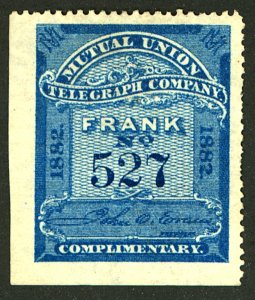 MUTUAL UNION
TELEGRAPH COMPANY
1882.
FRANK
No
527
1882
COMPLIMENTARY.